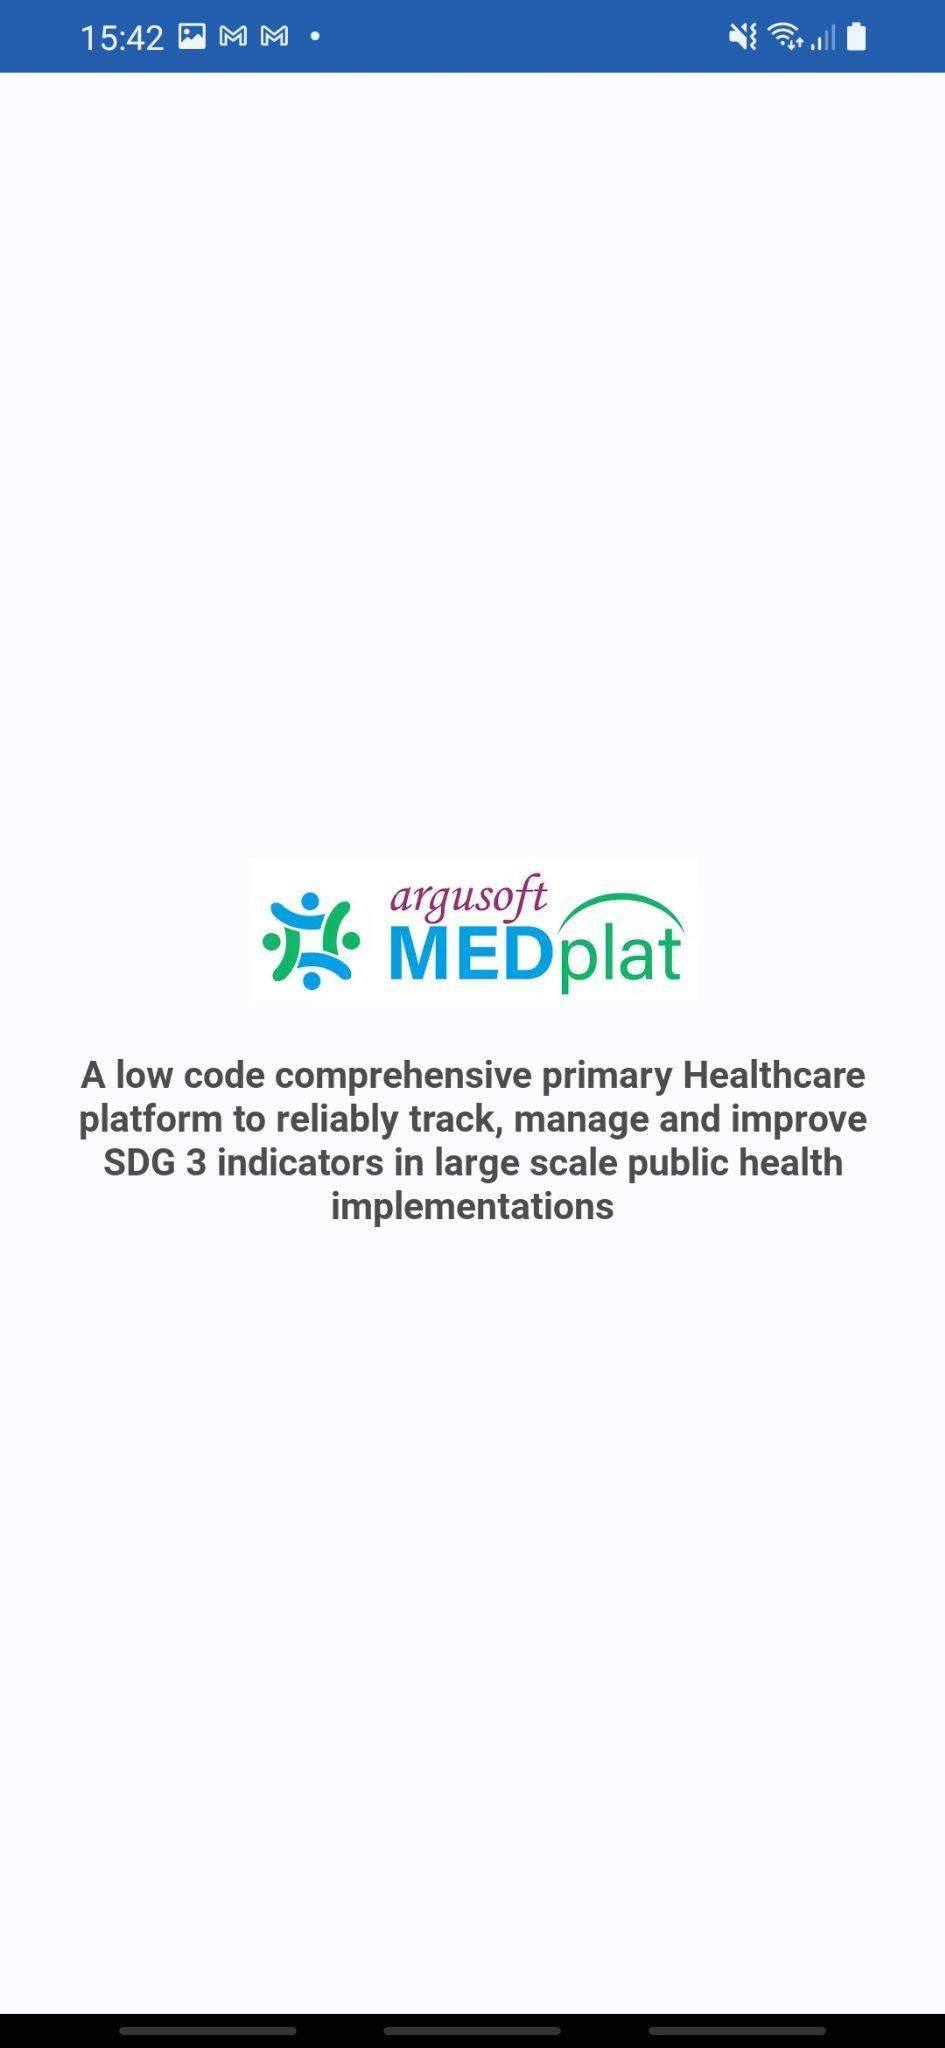 15:42
argusoft
MEDplat
A low code comprehensive primary Healthcare
platform to reliably track, manage and improve
SDG 3 indicators in large scale public health
implementations